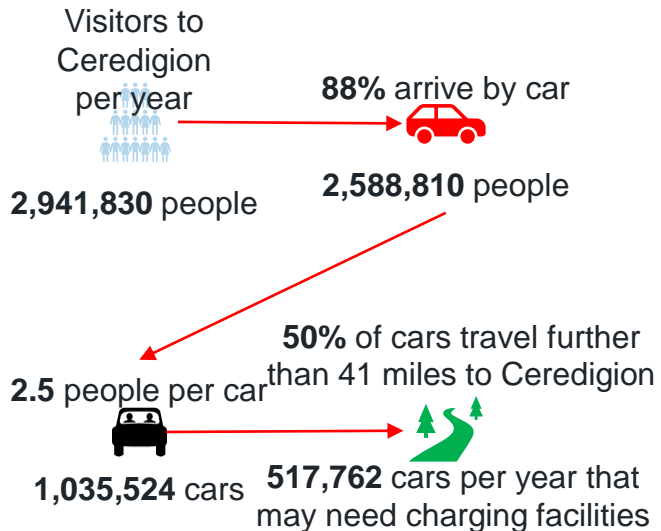 Visitors to
Ceredigion
per year
88% arrive by car
2,941,830 people
2,588,810 people
2.5 people per car
1,035,524 cars
50% of cars travel further
than 41 miles to Ceredigion
517,762 cars per year that
may need charging facilities